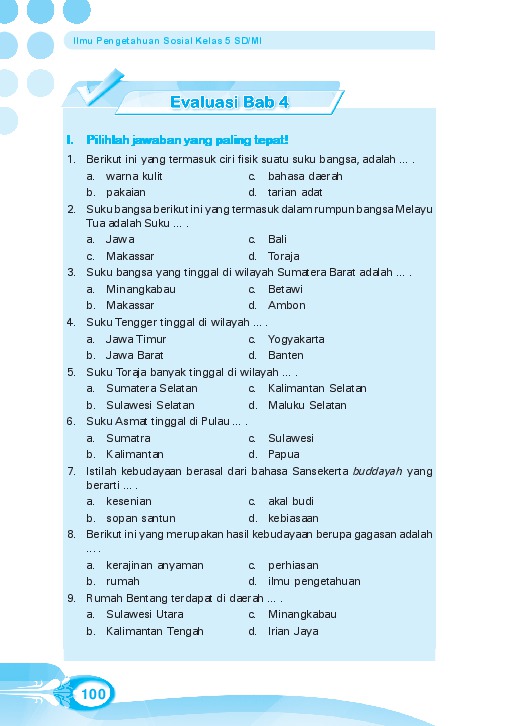 Ilmu Pengetahuan Sosial Kelas 5 SD/MI
Evaluasi Bab 4
I. Pilihlah jawaban yang paling tepat!
1. Berikut ini yang termasuk ciri fisik suatu suku bangsa, adalah ... .
a. warna kulit c. bahasa daerah
b. pakaian d. tarian adat
2. Suku bangsa berikut ini yang termasuk dalam rumpun bangsa Melayu
Tua adalah Suku ... .
a. Jawa c. Bali
c. Makassar d. Toraja
3. Suku bangsa yang tinggal di wilayah Sumatera Barat adalah ... .
a. Minangkabau c. Betawi
b. Makassar d. Ambon
4. Suku Tengger tinggal di wilayah ... .
a. Jawa Timur c. Yogyakarta
b. Jawa Barat d. Banten
5. Suku Toraja banyak tinggal di wilayah ... .
a. Sumatera Selatan c. Kalimantan Selatan
b. Sulawesi Selatan d. Maluku Selatan
6. Suku Asmat tinggal di Pulau ... .
a. Sumatra c. Sulawesi
b. Kalimantan d. Papua
7. Istilah kebudayaan berasal dari bahasa Sansekerta buddayah yang
berarti ... .
a. kesenian c. akal budi
b. sopan santun d. kebiasaan
8. Berikut ini yang merupakan hasil kebudayaan berupa gagasan adalah
... .
a. kerajinan anyaman c. perhiasan
b. rumah d. ilmu pengetahuan
9. Rumah Bentang terdapat di daerah ... .
a. Sulawesi Utara c. Minangkabau
b. Kalimantan Tengah d. Irian Jaya
100